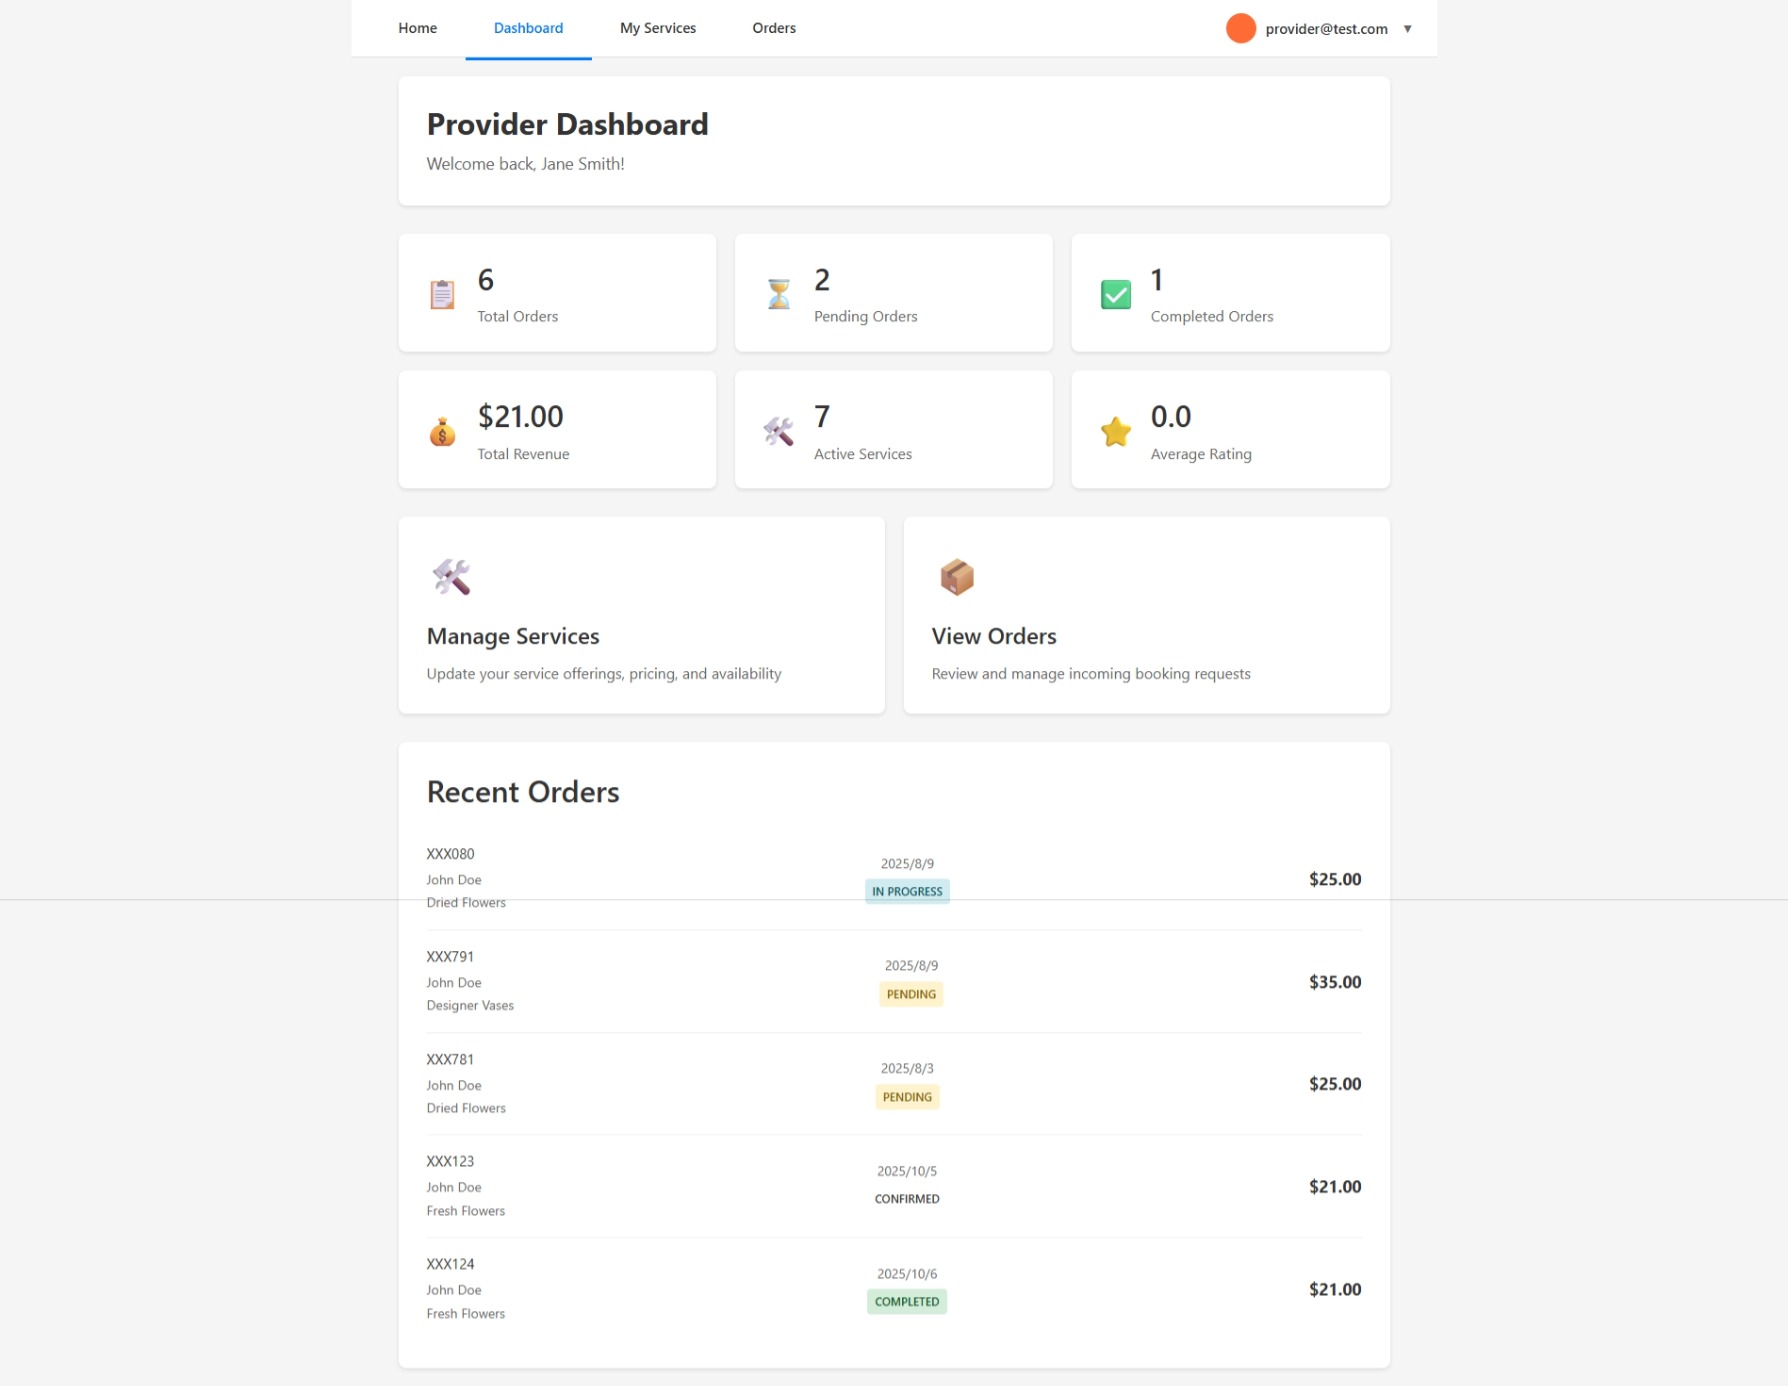 Home Dashboard My Services Orders provider@test.com ▼
Provider Dashboard
Welcome back, Jane Smith!
6
Total Orders
2
Pending Orders
1
Completed Orders
$21.00
Total Revenue
7
Active Services
0.0
Average Rating
Manage Services
Update your service offerings, pricing, and availability
View Orders
Review and manage incoming booking requests
Recent Orders
XXX080
John Doe
Dried Flowers
2025/8/9
IN PROGRESS
$25.00
XXX791
John Doe
Designer Vases
2025/8/9
PENDING
$35.00
XXX781
John Doe
Dried Flowers
2025/8/3
PENDING
$25.00
XXX123
John Doe
Fresh Flowers
2025/10/5
CONFIRMED
$21.00
XXX124
John Doe
Fresh Flowers
2025/10/6
COMPLETED
$21.00